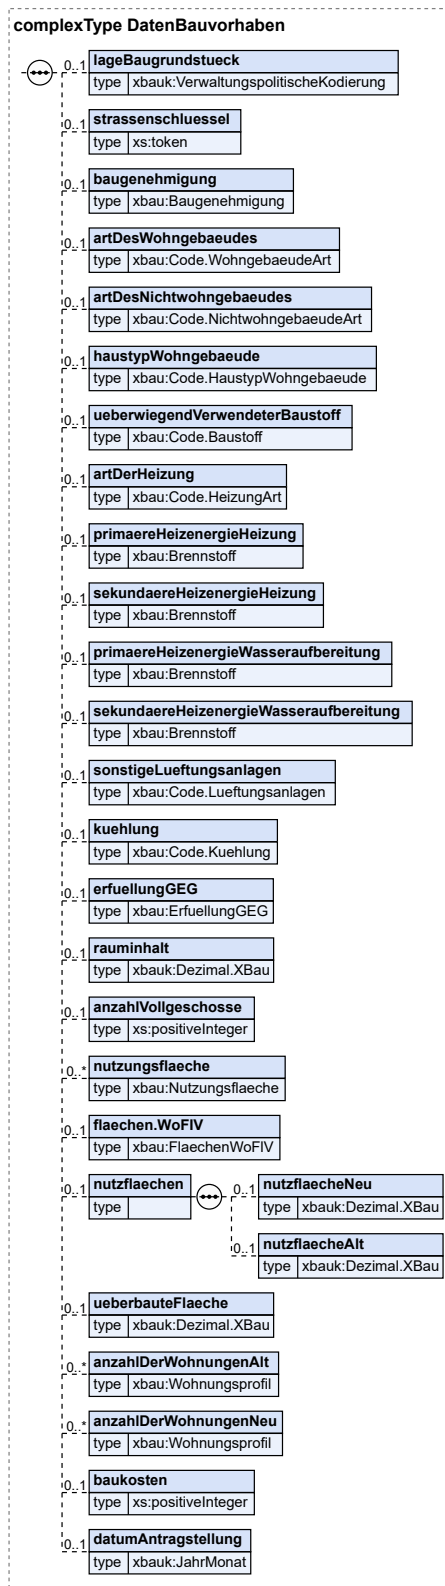 complexType DatenBauvorhaben
0..1 lageBaugrundstueck
type xbauk:VerwaltungspolitischeKodierung
0..1 strassenschluessel
type xs:token
0..1 baugenehmigung
type xbau:Baugenehmigung
0..1 artDesWohngebaeudes
type xbau:Code.WohngebaeudeArt
0..1 artDesNichtwohngebaeudes
type xbau:Code.NichtwohngebaeudeArt
0..1 haustypWohngebaeude
type xbau:Code.HaustypWohngebaeude
0..1 ueberwiegendVerwendeterBaustoff
type xbau:Code.Baustoff
0..1 artDerHeizung
type xbau:Code.HeizungArt
0..1 primaereHeizenergieHeizung
type xbau:Brennstoff
0..1 sekundaereHeizenergieHeizung
type xbau:Brennstoff
0..1 primaereHeizenergieWasseraufbereitung
type xbau:Brennstoff
0..1 sekundaereHeizenergieWasseraufbereitung
type xbau:Brennstoff
0..1 sonstigeLueftungsanlagen
type xbau:Code.Lueftungsanlagen
0..1 kuehlung
type xbau:Code.Kuehlung
0..1 erfuellungGEG
type xbau:ErfuellungGEG
0..1 rauminhalt
type xbauk:Dezimal.XBau
0..1 anzahlVollgeschosse
type xs:positiveInteger
0..* nutzungsflaeche
type xbau:Nutzungsflaeche
0..1 flaechen.WoFlV
type xbau:FlaechenWoFlV
0..1 nutzflaechen 0..1 nutzflaecheNeu
type type xbauk:Dezimal.XBau
0..1 nutzflaecheAlt
type xbauk:Dezimal.XBau
0..1 ueberbauteFlaeche
type xbauk:Dezimal.XBau
0..* anzahlDerWohnungenAlt
type xbau:Wohnungsprofil
0..* anzahlDerWohnungenNeu
type xbau:Wohnungsprofil
0..1 baukosten
type xs:positiveInteger
0..1 datumAntragstellung
type xbauk:JahrMonat